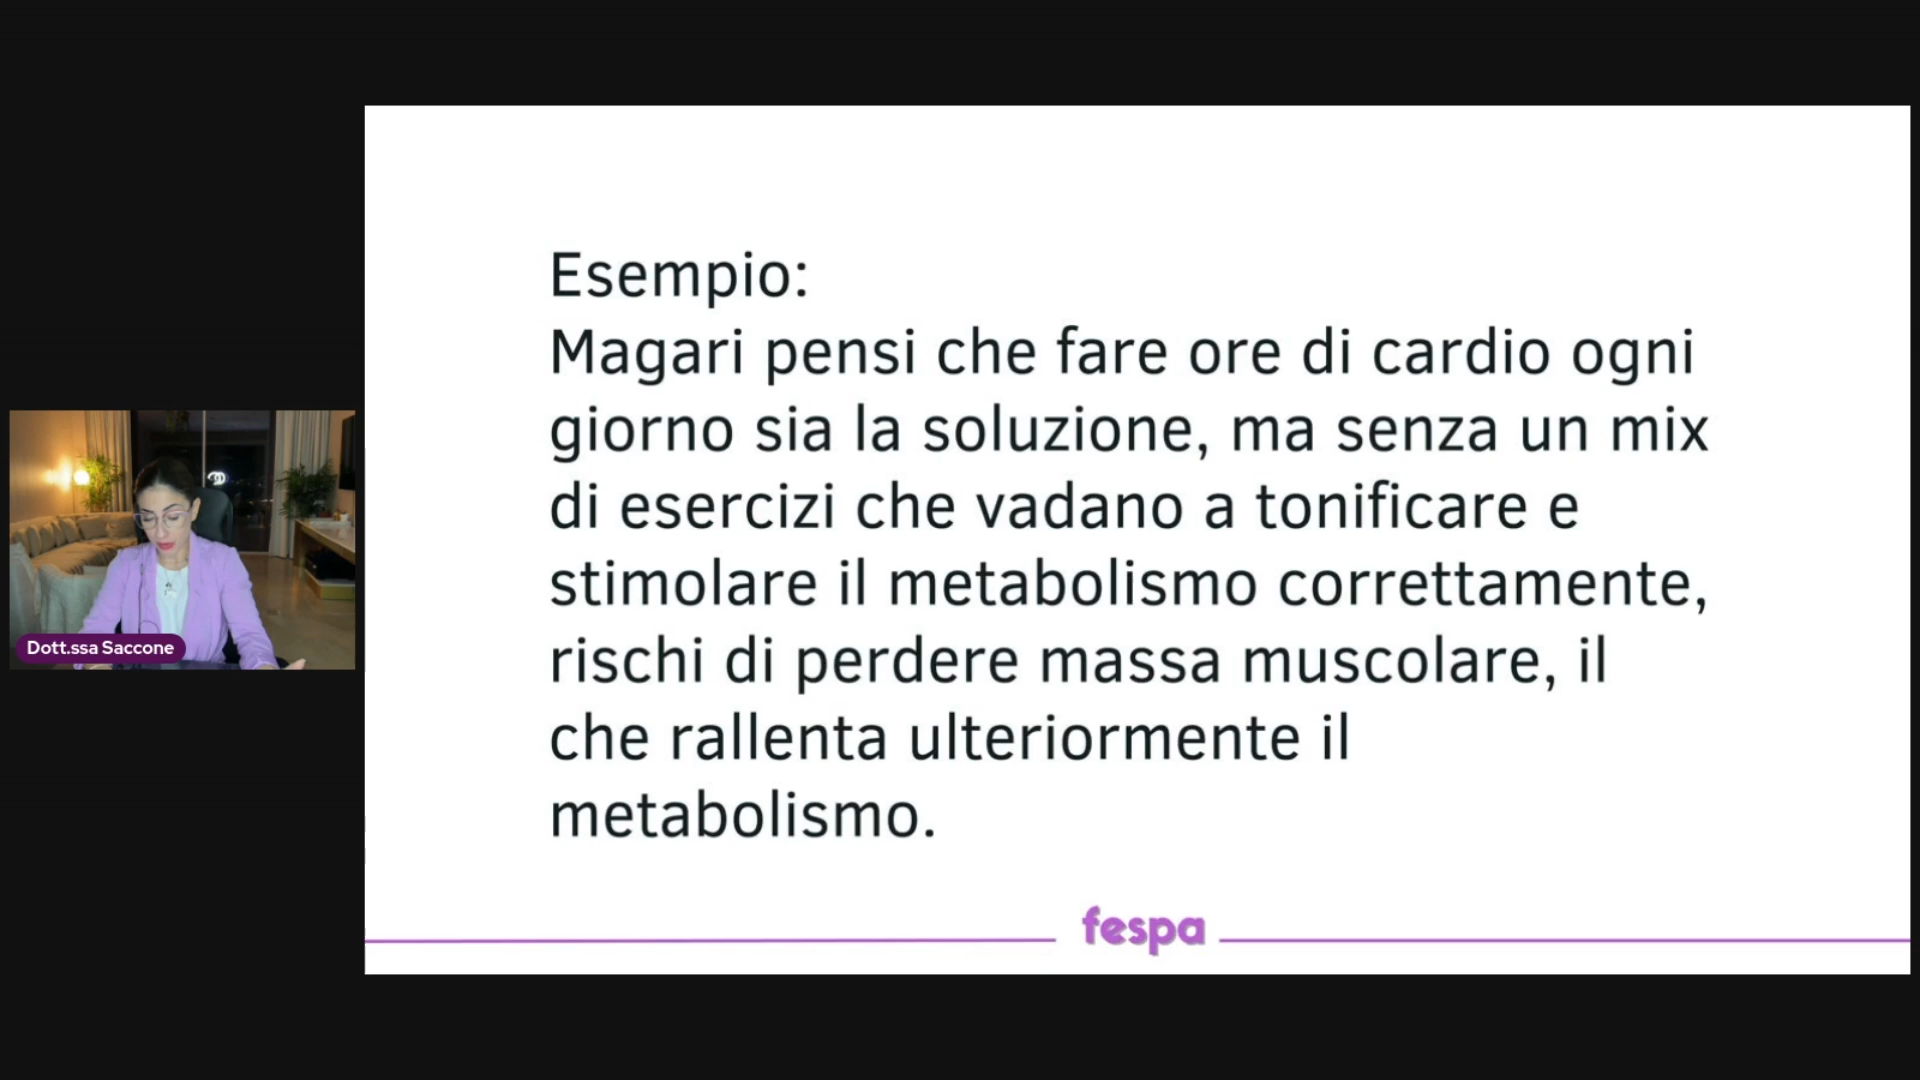 Esempio:
Magari pensi che fare ore di cardio ogni
giorno sia la soluzione, ma senza un mix
di esercizi che vadano a tonificare e
stimolare il metabolismo correttamente,
rischi di perdere massa muscolare, il
che rallenta ulteriormente il
metabolismo.
Dott.ssa Saccone
fespa